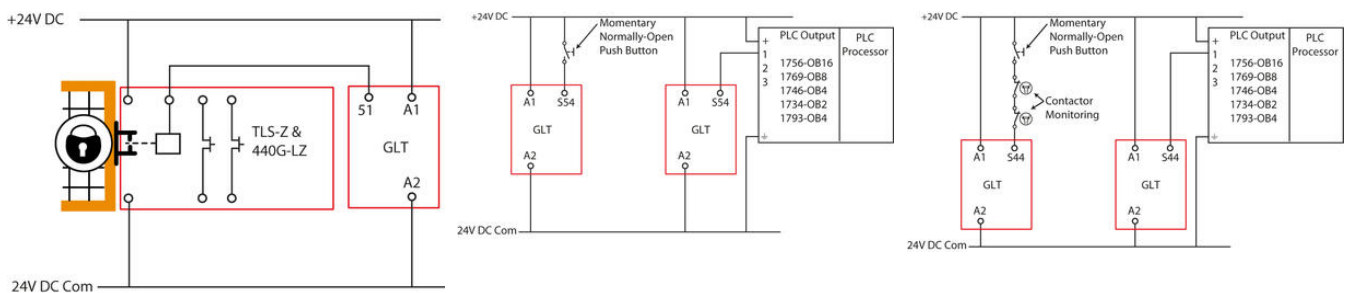 +24V DC
51
A1
TLS-Z &
440G-LZ
GLT
A2
24V DC Com
+24V DC
Momentary
Normally-Open
Push Button
A1
S54
GLT
A2
A1
S54
GLT
A2
PLC Output
PLC
Processor
+
1
2
3
1756-OB16
1769-OB8
1746-OB4
1734-OB2
1793-OB4
24V DC Com
+24V DC
Momentary
Normally-Open
Push Button
Contactor
Monitoring
A1
S44
GLT
A2
A1
S44
GLT
A2
PLC Output
PLC
Processor
+
1
2
3
1756-OB16
1769-OB8
1746-OB4
1734-OB2
1793-OB4
24V DC Com